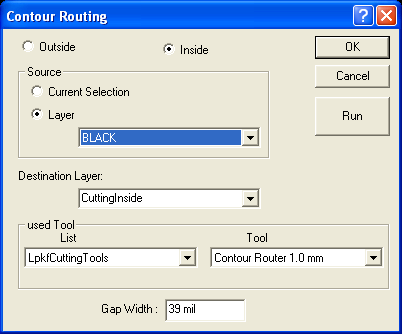 Contour Routing
Outside
Inside
OK
Source
Cancel
Current Selection
Layer
Run
BLACK
Destination Layer:
CuttingInside
used Tool
List
Tool
LpkfCuttingTools
Contour Router 1.0 mm
Gap Width :
39 mil